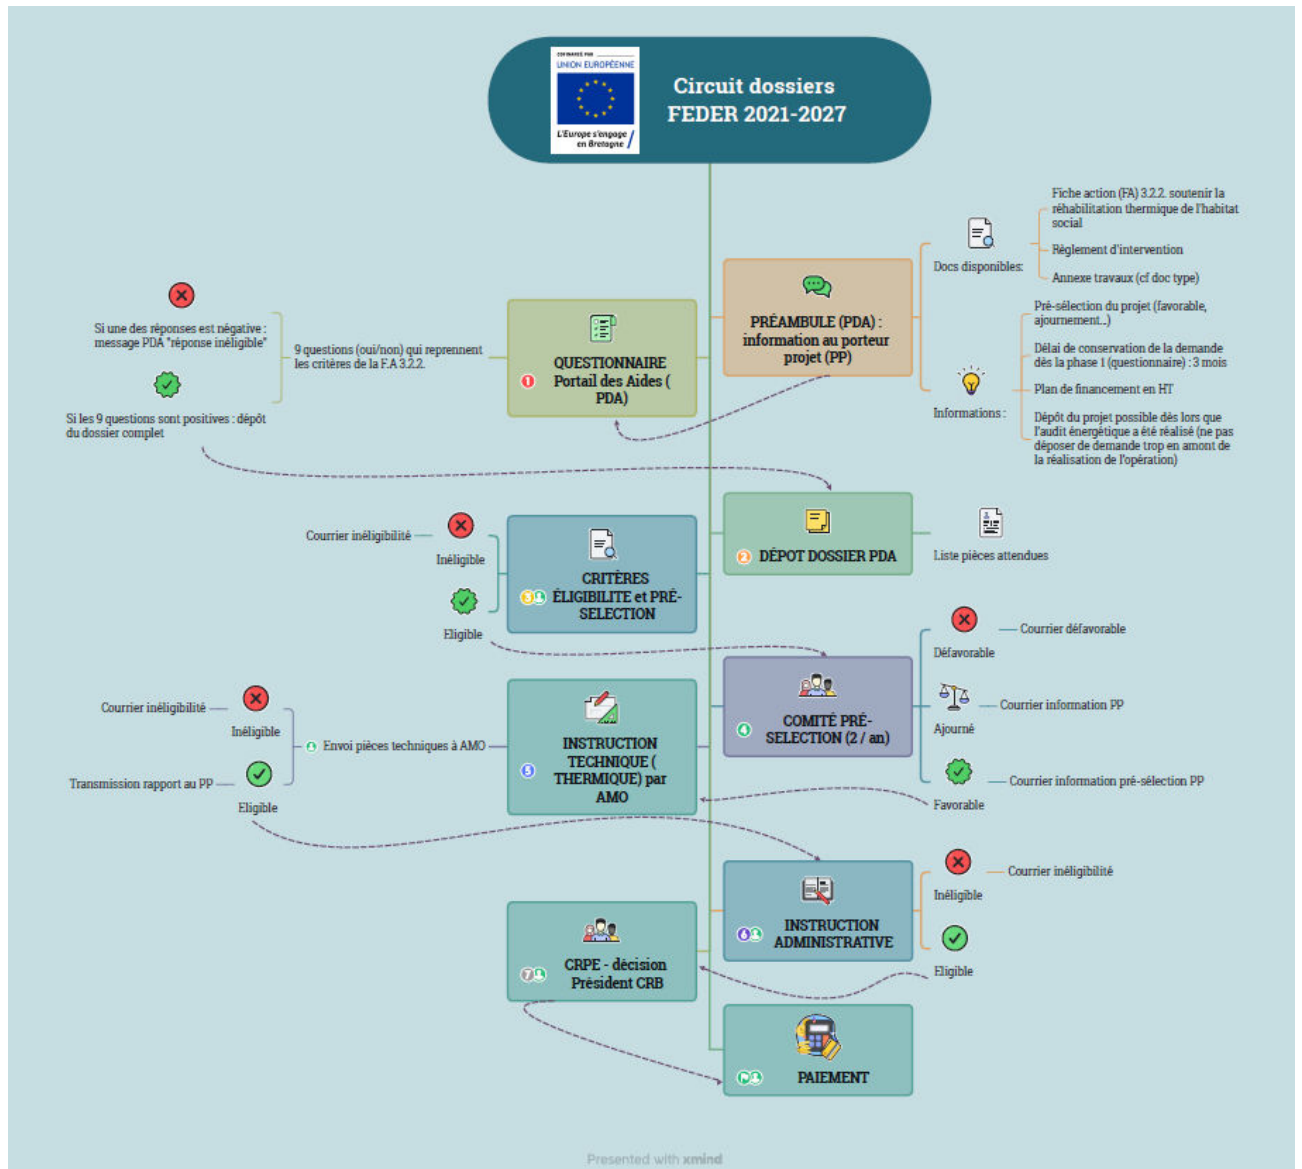 COFINANCÉ PAR
UNION EUROPÉENNE
L'Europe s'engage
en Bretagne
Circuit dossiers
FEDER 2021-2027
PRÉAMBULE (PDA) :
information au porteur
projet (PP)
Docs disponibles:
Fiche action (FA) 3.2.2. soutenir la
réhabilitation thermique de l'habitat
social
Règlement d'intervention
Annexe travaux (cf doc type)
Informations :
Pré-sélection du projet (favorable,
ajournement...)
Délai de conservation de la demande
dès la phase 1 (questionnaire) : 3 mois
Plan de financement en HT
Dépôt du projet possible dès lors que
l'audit énergétique a été réalisé (ne pas
déposer de demande trop en amont de
la réalisation de l'opération)
QUESTIONNAIRE
1 Portail des Aides (
PDA)
9 questions (oui/non) qui reprennent
les critères de la F.A 3.2.2.
Si une des réponses est négative :
message PDA "réponse inéligible"
Si les 9 questions sont positives : dépôt
du dossier complet
2 DÉPOT DOSSIER PDA
Liste pièces attendues
CRITÈRES
3 ÉLIGIBILITE et PRÉ-
SELECTION
Inéligible
Courrier inéligibilité
Eligible
COMITÉ PRÉ-
4 SELECTION (2 / an)
Défavorable
Courrier défavorable
Ajourné
Courrier information PP
Favorable
Courrier information pré-sélection PP
INSTRUCTION
TECHNIQUE (
5 THERMIQUE) par
AMO
Envoi pièces techniques à AMO
Inéligible
Courrier inéligibilité
Eligible
Transmission rapport au PP
INSTRUCTION
6 ADMINISTRATIVE
Inéligible
Courrier inéligibilité
Eligible
CRPE - décision
7 Président CRB
PAIEMENT
Presented with xmind